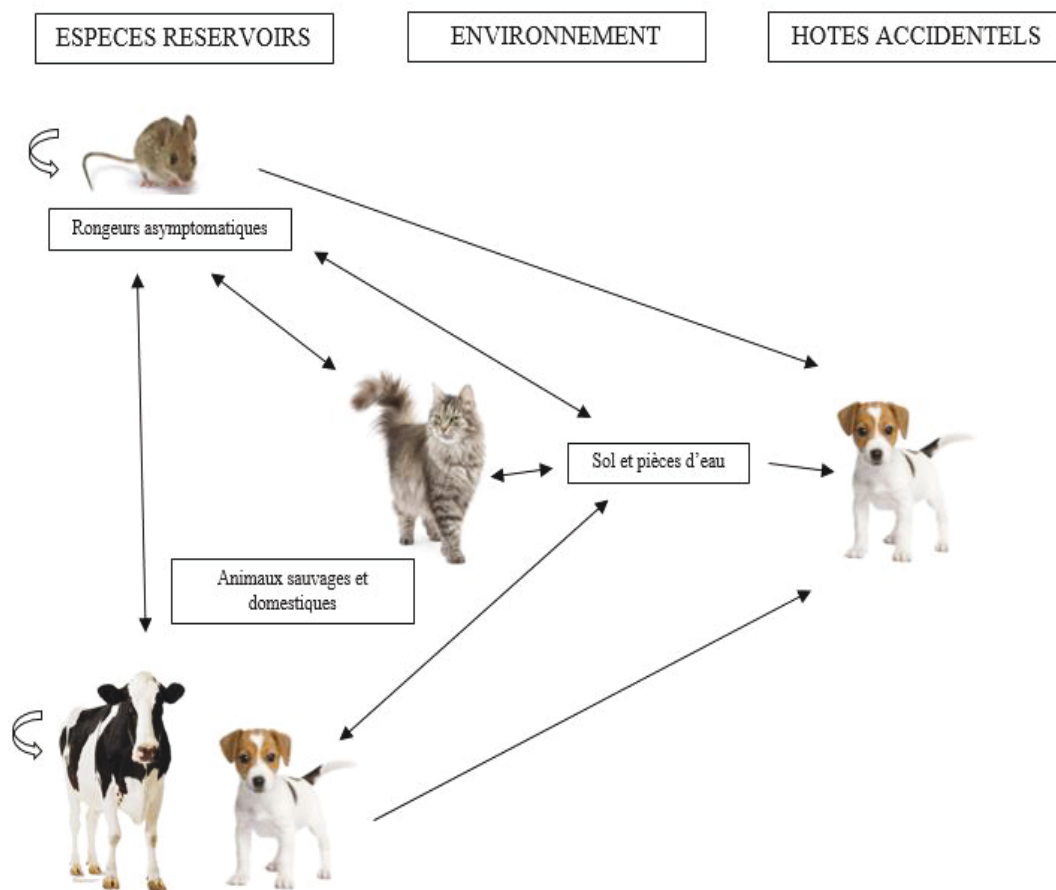 ESPECES RESERVOIRS
ENVIRONNEMENT
HOTES ACCIDENTELS
Rongeurs asymptomatiques
Sol et pièces d'eau
Animaux sauvages et
domestiques